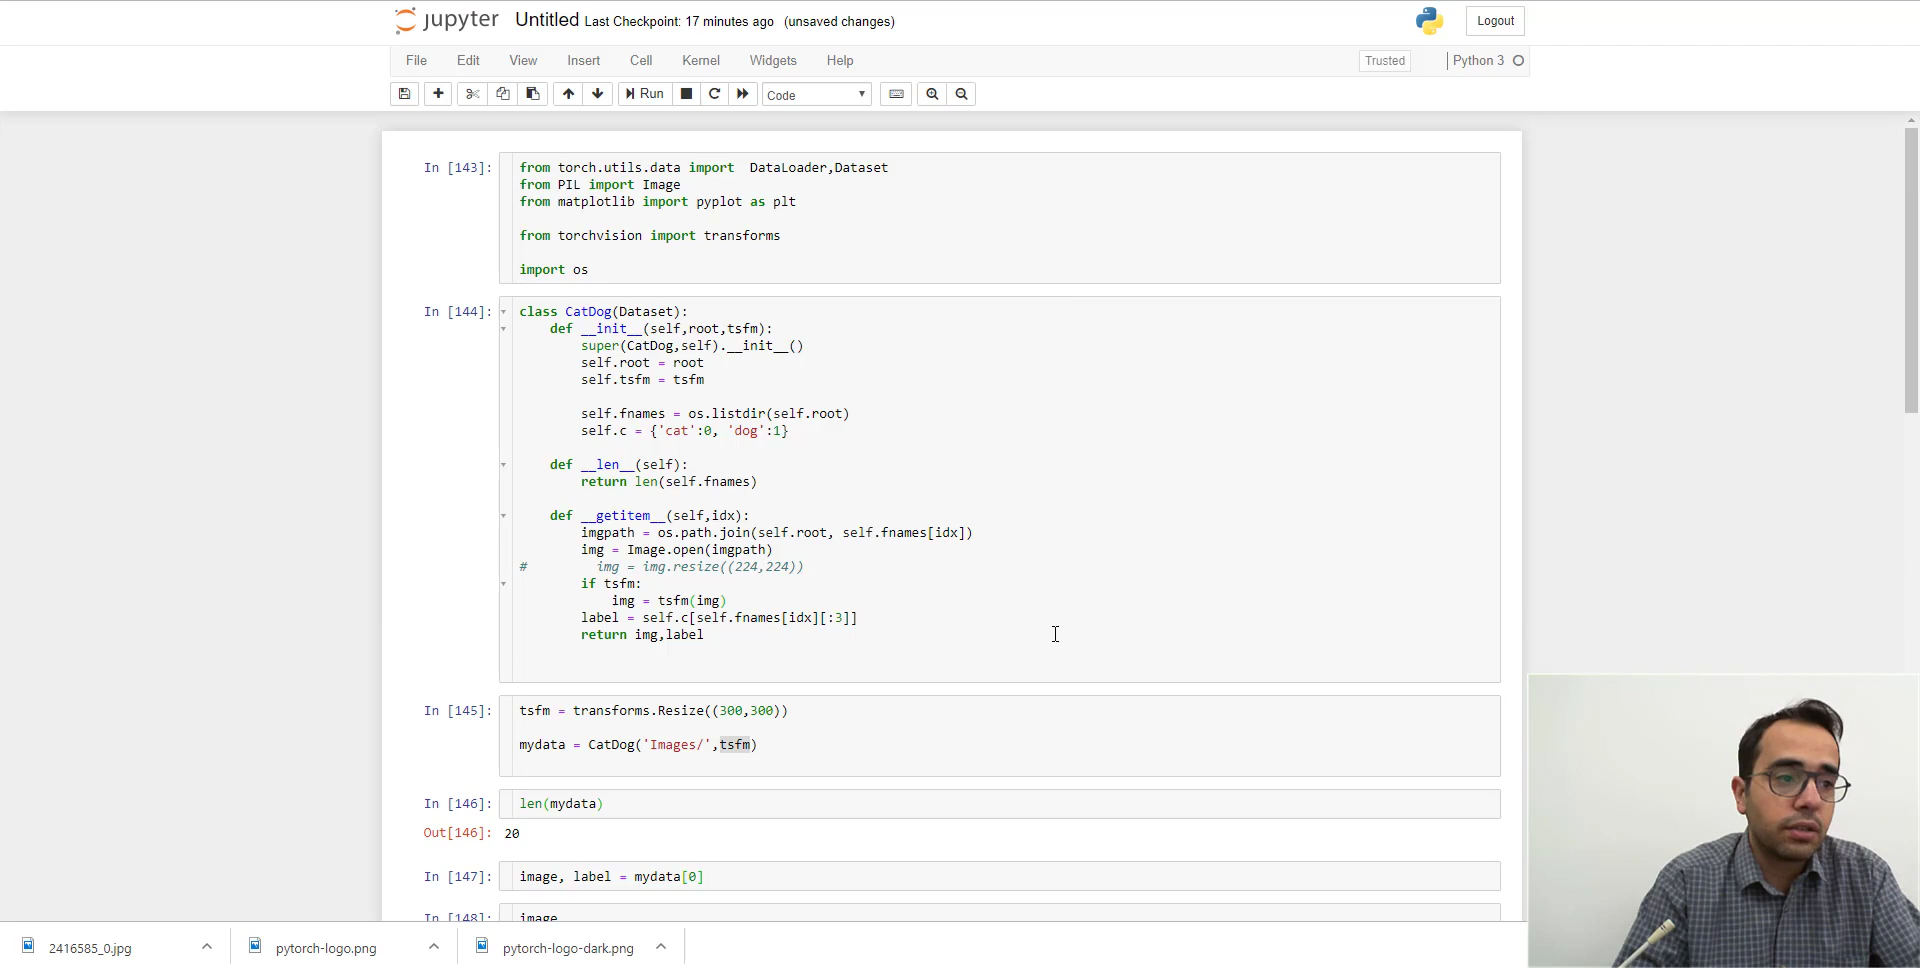 jupyter Untitled Last Checkpoint: 17 minutes ago (unsaved changes) Logout
File Edit View Insert Cell Kernel Widgets Help Trusted Python 3
Run Code
In [143]: from torch.utils.data import  DataLoader,Dataset
from PIL import Image
from matplotlib import pyplot as plt
from torchvision import transforms
import os
In [144]: class CatDog(Dataset):
    def __init__(self,root,tsfm):
        super(CatDog,self).__init__()
        self.root = root
        self.tsfm = tsfm
        self.fnames = os.listdir(self.root)
        self.c = {'cat':0, 'dog':1}
    def __len__(self):
        return len(self.fnames)
    def __getitem__(self,idx):
        imgpath = os.path.join(self.root, self.fnames[idx])
        img = Image.open(imgpath)
#         img = img.resize((224,224))
        if tsfm:
            img = tsfm(img)
        label = self.c[self.fnames[idx][:3]]
        return img,label
In [145]: tsfm = transforms.Resize((300,300))
mydata = CatDog('Images/',tsfm)
In [146]: len(mydata)
Out[146]: 20
In [147]: image, label = mydata[0]
In [148]: image
2416585_0.jpg pytorch-logo.png pytorch-logo-dark.png